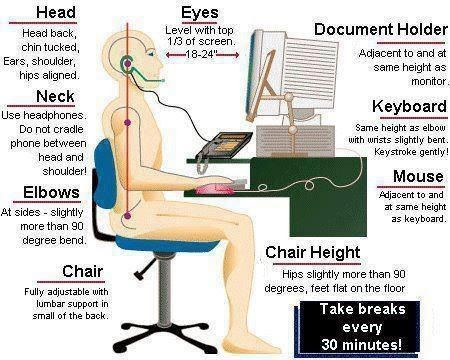 Head
Head back,
chin tucked,
Ears, shoulder,
hips aligned.
Neck
Use headphones.
Do not cradle
phone between
head and
shoulder!
Elbows
At sides - slightly
more than 90
degree bend.
Chair
Fully adjustable with
lumbar support in
small of the back.
Eyes
Level with top
1/3 of screen.
18-24"
Document Holder
Adjacent to and at
same height as
monitor.
Keyboard
Same height as elbow
with wrists slightly bent.
Keystroke gently!
Mouse
Adjacent to and
at same height
as keyboard.
Chair Height
Hips slightly more than 90
degrees, feet flat on the floor
Take breaks
every
30 minutes!